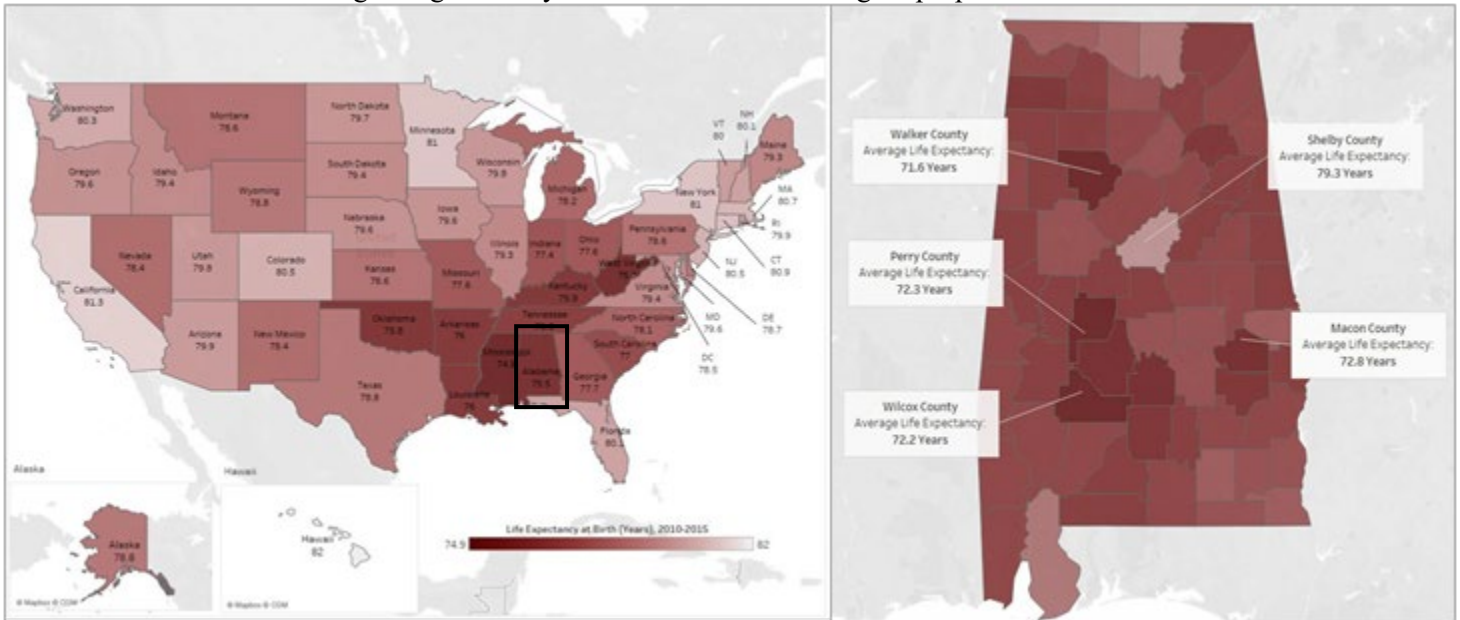 Washington
80.3
Oregon
79.6
California
81.3
Nevada
78.4
Idaho
79.4
Montana
78.6
Wyoming
78.8
Utah
79.8
Colorado
80.5
Arizona
79.9
New Mexico
78.4
North Dakota
79.7
South Dakota
79.4
Nebraska
79.6
Kansas
78.6
Oklahoma
75.8
Texas
78.8
Minnesota
81
Iowa
79.6
Missouri
77.6
Arkansas
76
Louisiana
76
Wisconsin
79.8
Illinois
79.3
Michigan
78.2
Indiana
77.4
Ohio
77.6
Kentucky
Tennessee
Mississippi
Alabama
75.5
Georgia
77.7
Florida
80.1
South Carolina
77
North Carolina
78.1
Virginia
79.4
West
Pennsylvania
78.6
New York
81
VT
80
NH
80.1
Maine
79.3
MA
80.7
RI
79.9
CT
80.9
NJ
80.5
DE
78.7
MD
79.6
DC
78.5
Alaska
Alaska
78.8
© Mapbox © OSM
Hawaii
Hawaii
82
© Mapbox © OSM
Life Expectancy at Birth (Years), 2010-2015
74.9
82
Walker County
Average Life Expectancy:
71.6 Years
Shelby County
Average Life Expectancy:
79.3 Years
Perry County
Average Life Expectancy:
72.3 Years
Macon County
Average Life Expectancy:
72.8 Years
Wilcox County
Average Life Expectancy:
72.2 Years